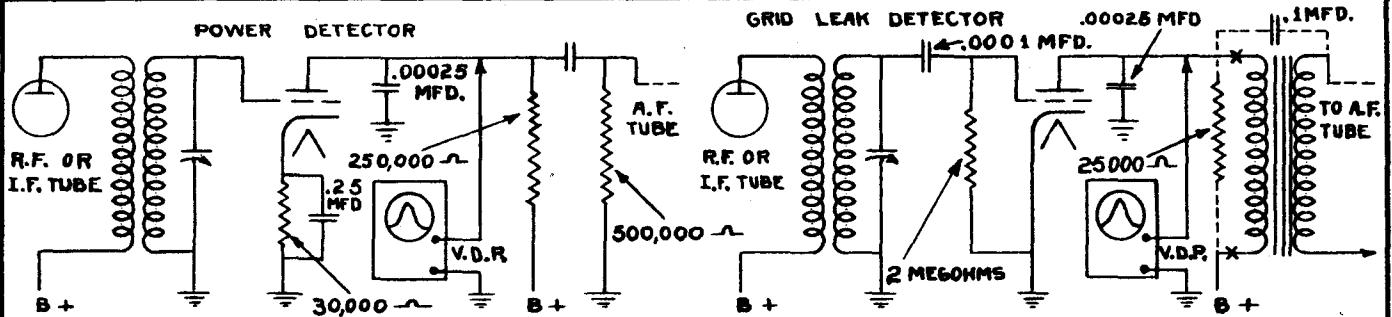 POWER DETECTOR
R.F. OR
I.F. TUBE
B +
.25
MFD
30,000 Ω
.00025
MFD.
250,000 Ω
V.D.P.
B +
500,000 Ω
A.F.
TUBE
GRID LEAK DETECTOR
R.F. OR
I.F. TUBE
B +
.0001 MFD.
2 MEGOHMS
.00025 MFD
25000 Ω
V.D.P.
B +
.1MFD.
TO A.F.
TUBE